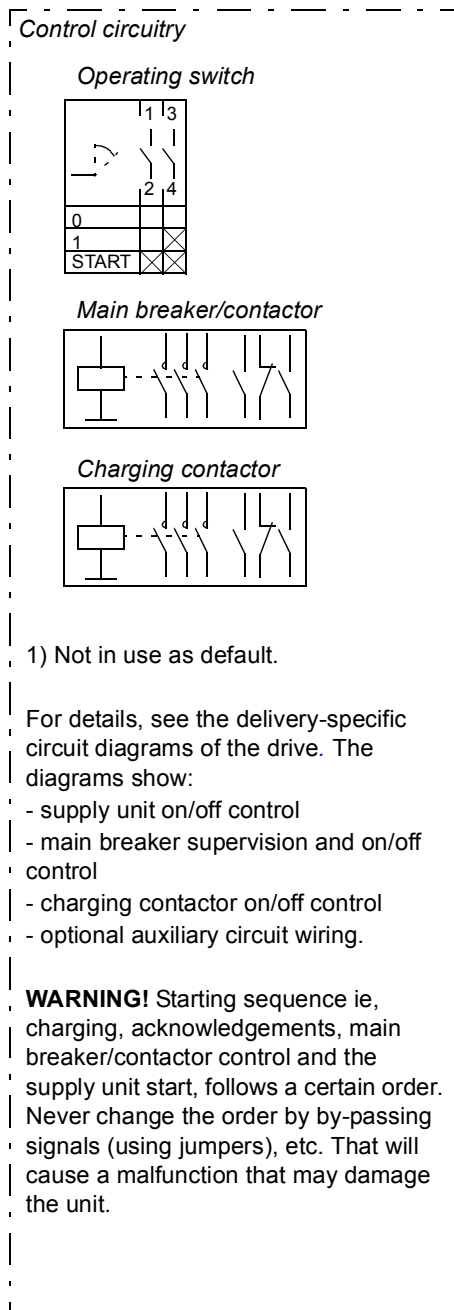 Control circuitry
Operating switch
1 3
2 4
0
1
START
Main breaker/contactor
Charging contactor
1) Not in use as default.
For details, see the delivery-specific
circuit diagrams of the drive. The
diagrams show:
- supply unit on/off control
- main breaker supervision and on/off
control
- charging contactor on/off control
- optional auxiliary circuit wiring.
WARNING! Starting sequence ie,
charging, acknowledgements, main
breaker/contactor control and the
supply unit start, follows a certain order.
Never change the order by by-passing
signals (using jumpers), etc. That will
cause a malfunction that may damage
the unit.